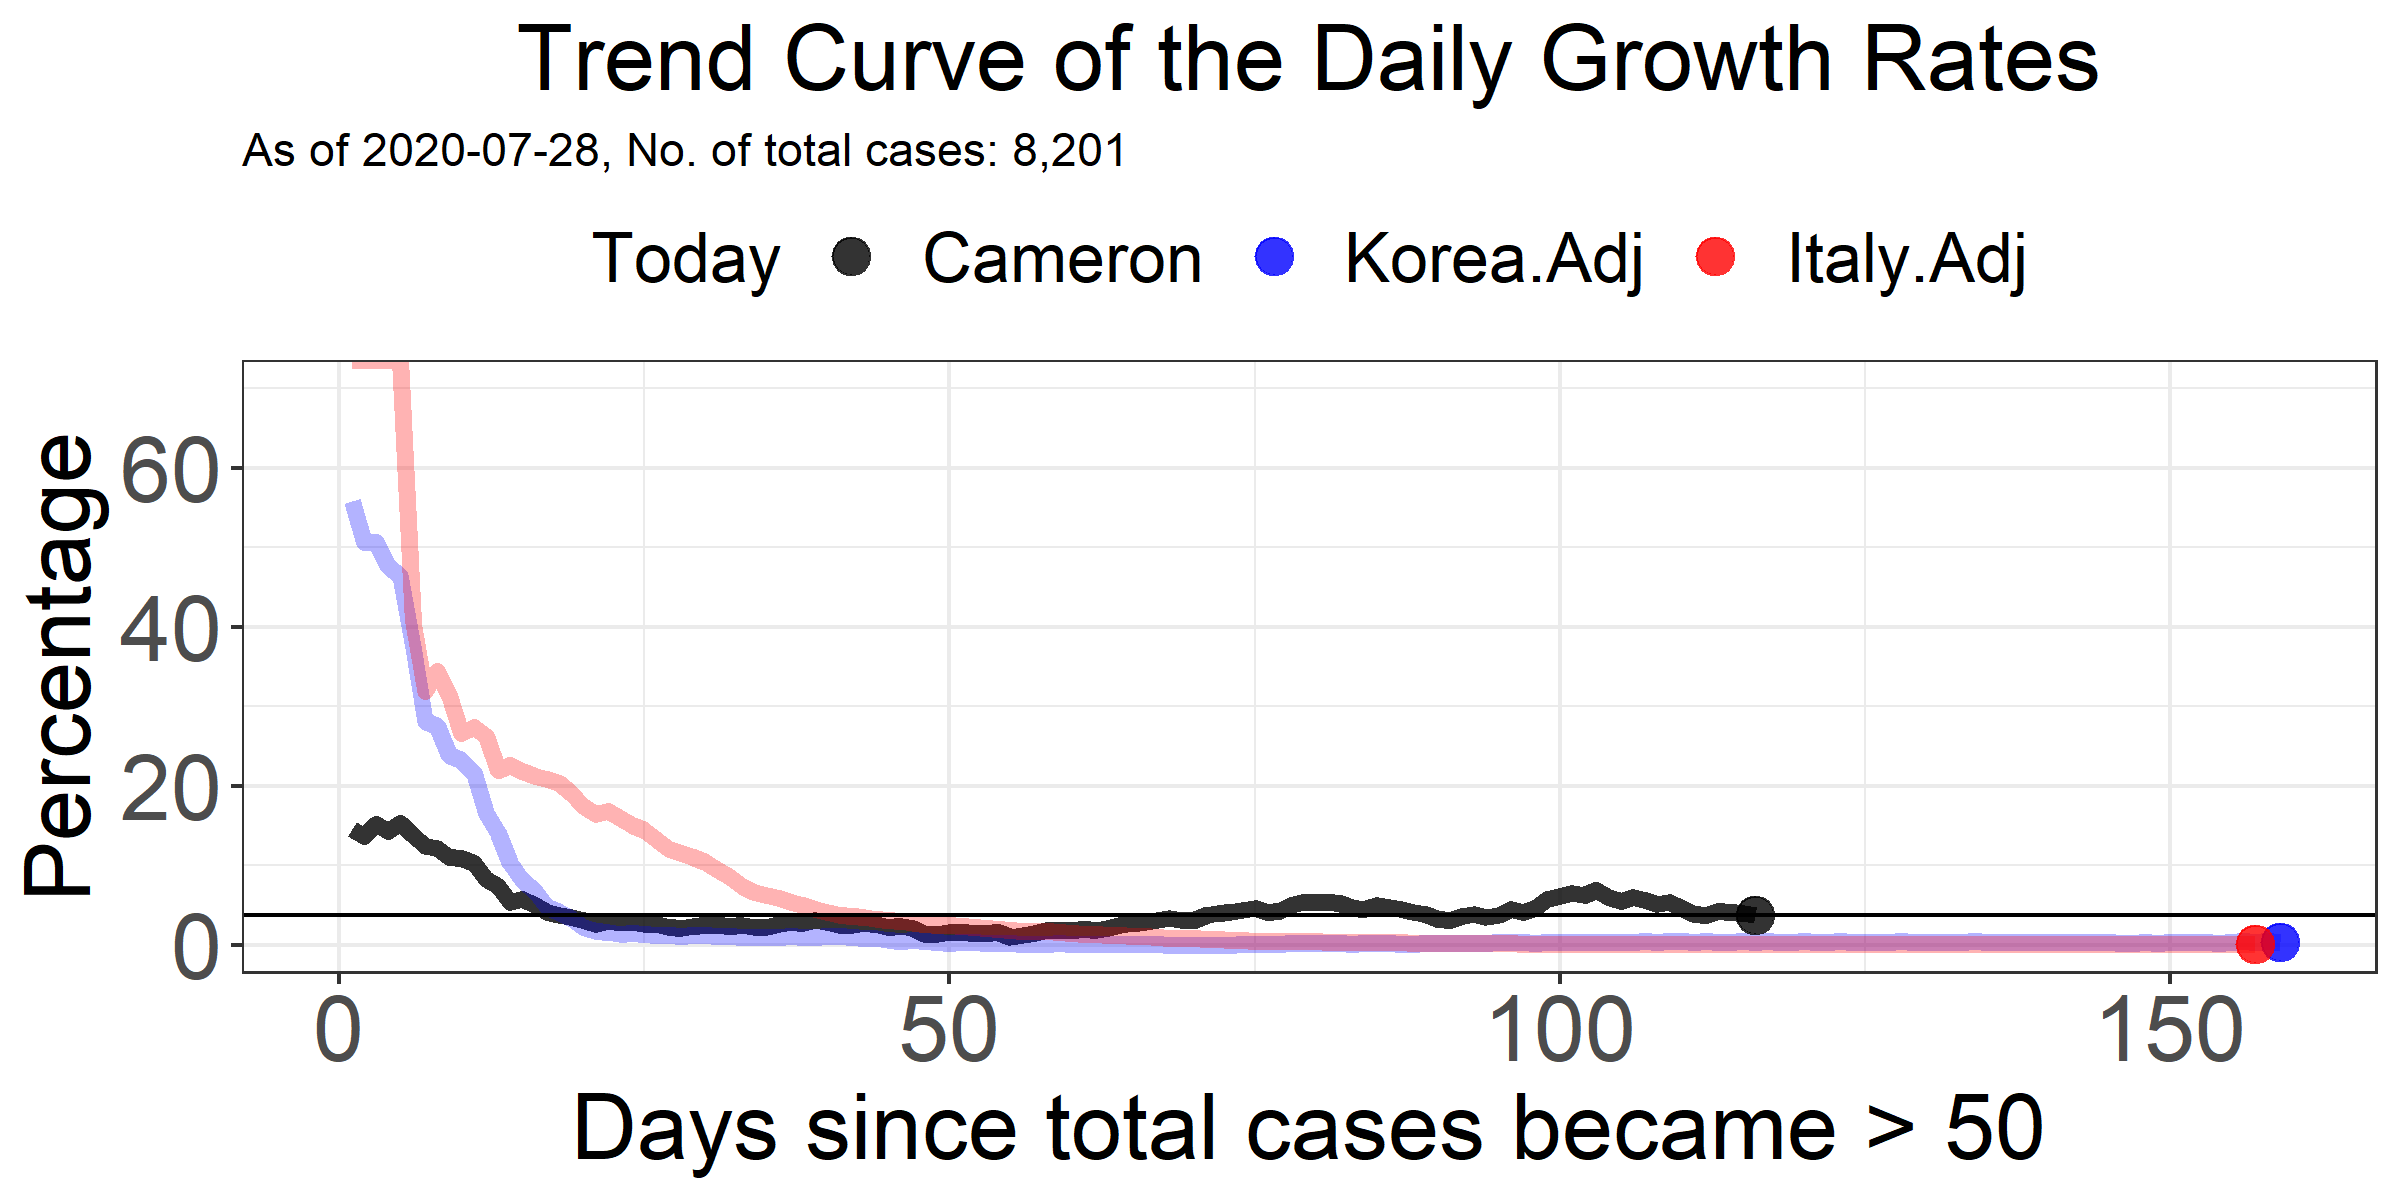 Trend Curve of the Daily Growth Rates
As of 2020-07-28, No. of total cases: 8,201
Today Cameron Korea.Adj Italy.Adj
Percentage
60
40
20
0
0 50 100 150
Days since total cases became > 50